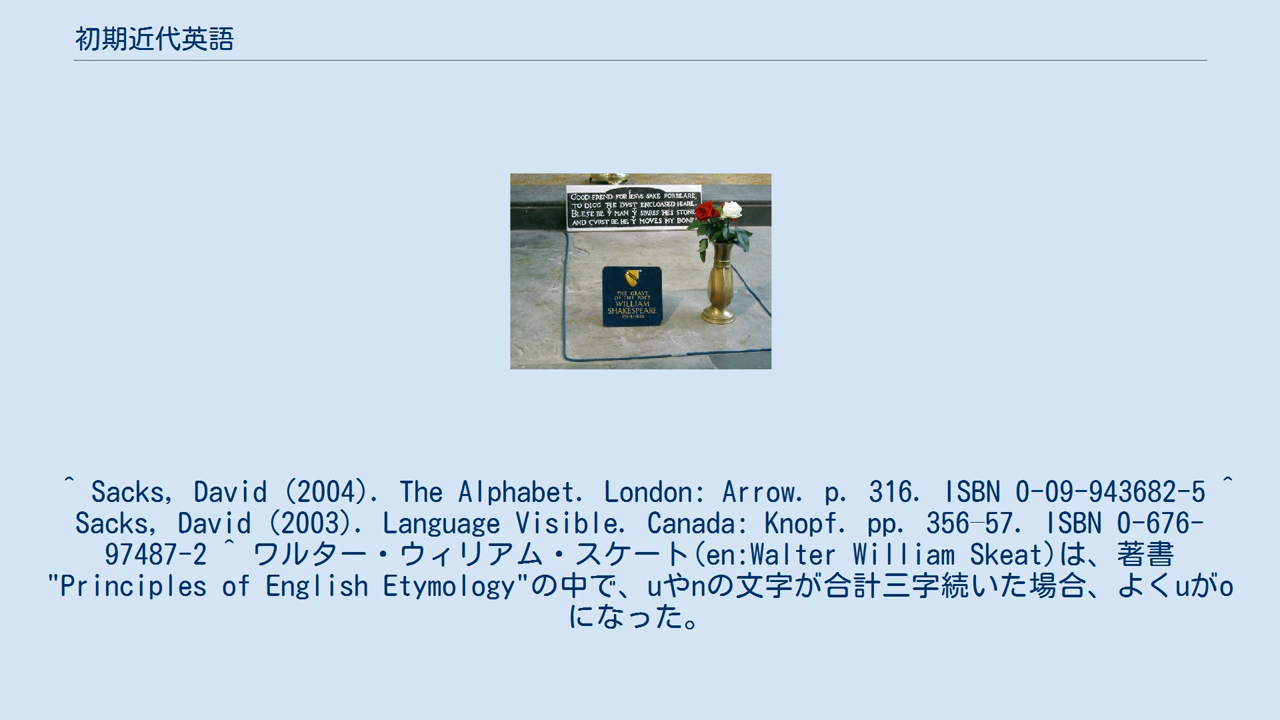 初期近代英語
GOOD FREND FOR IESVS SAKE FORBEARE,
TO DIGG THE DVST ENCLOASED HEARE.
BLESE BE Y MAN Y SPARES THES STONES
AND CVRST BE HE Y MOVES MY BONES
THE GRAVE
OF THE POET
WILLIAM
SHAKESPEARE
1564-1616
^ Sacks, David (2004). The Alphabet. London: Arrow. p. 316. ISBN 0-09-943682-5 ^
Sacks, David (2003). Language Visible. Canada: Knopf. pp. 356–57. ISBN 0-676-
97487-2 ^ ワルター・ウィリアム・スケート(en:Walter William Skeat)は、著書
"Principles of English Etymology"の中で、uやnの文字が合計三字続いた場合、よくuがo
になった。